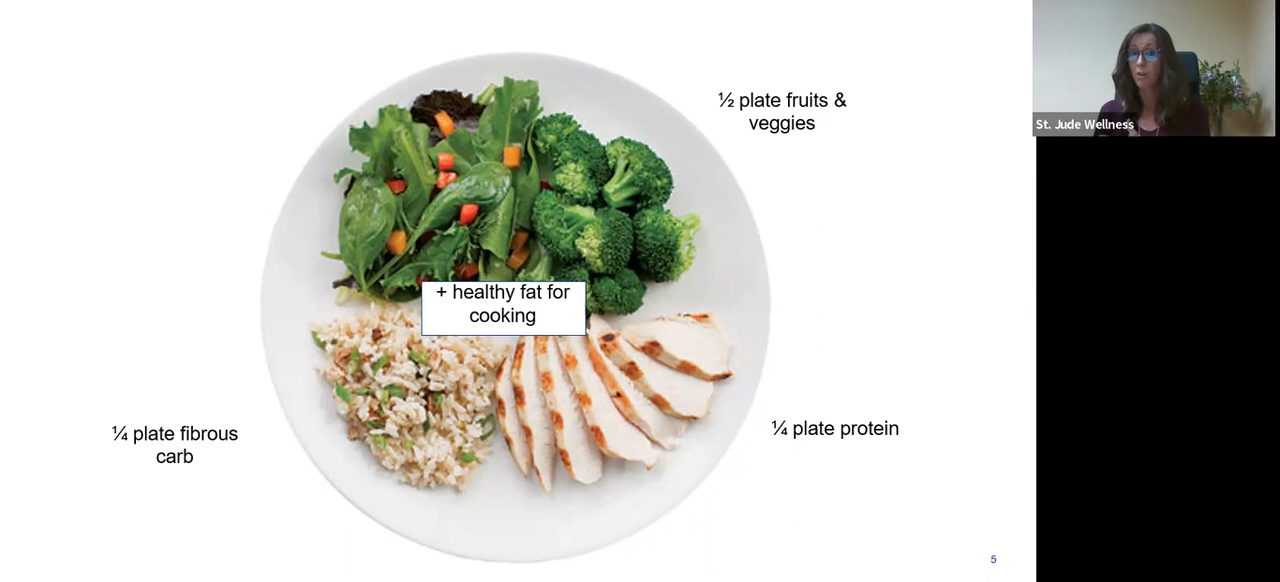 ½ plate fruits &
veggies
St. Jude Wellness
+ healthy fat for
cooking
¼ plate fibrous
carb
¼ plate protein
5